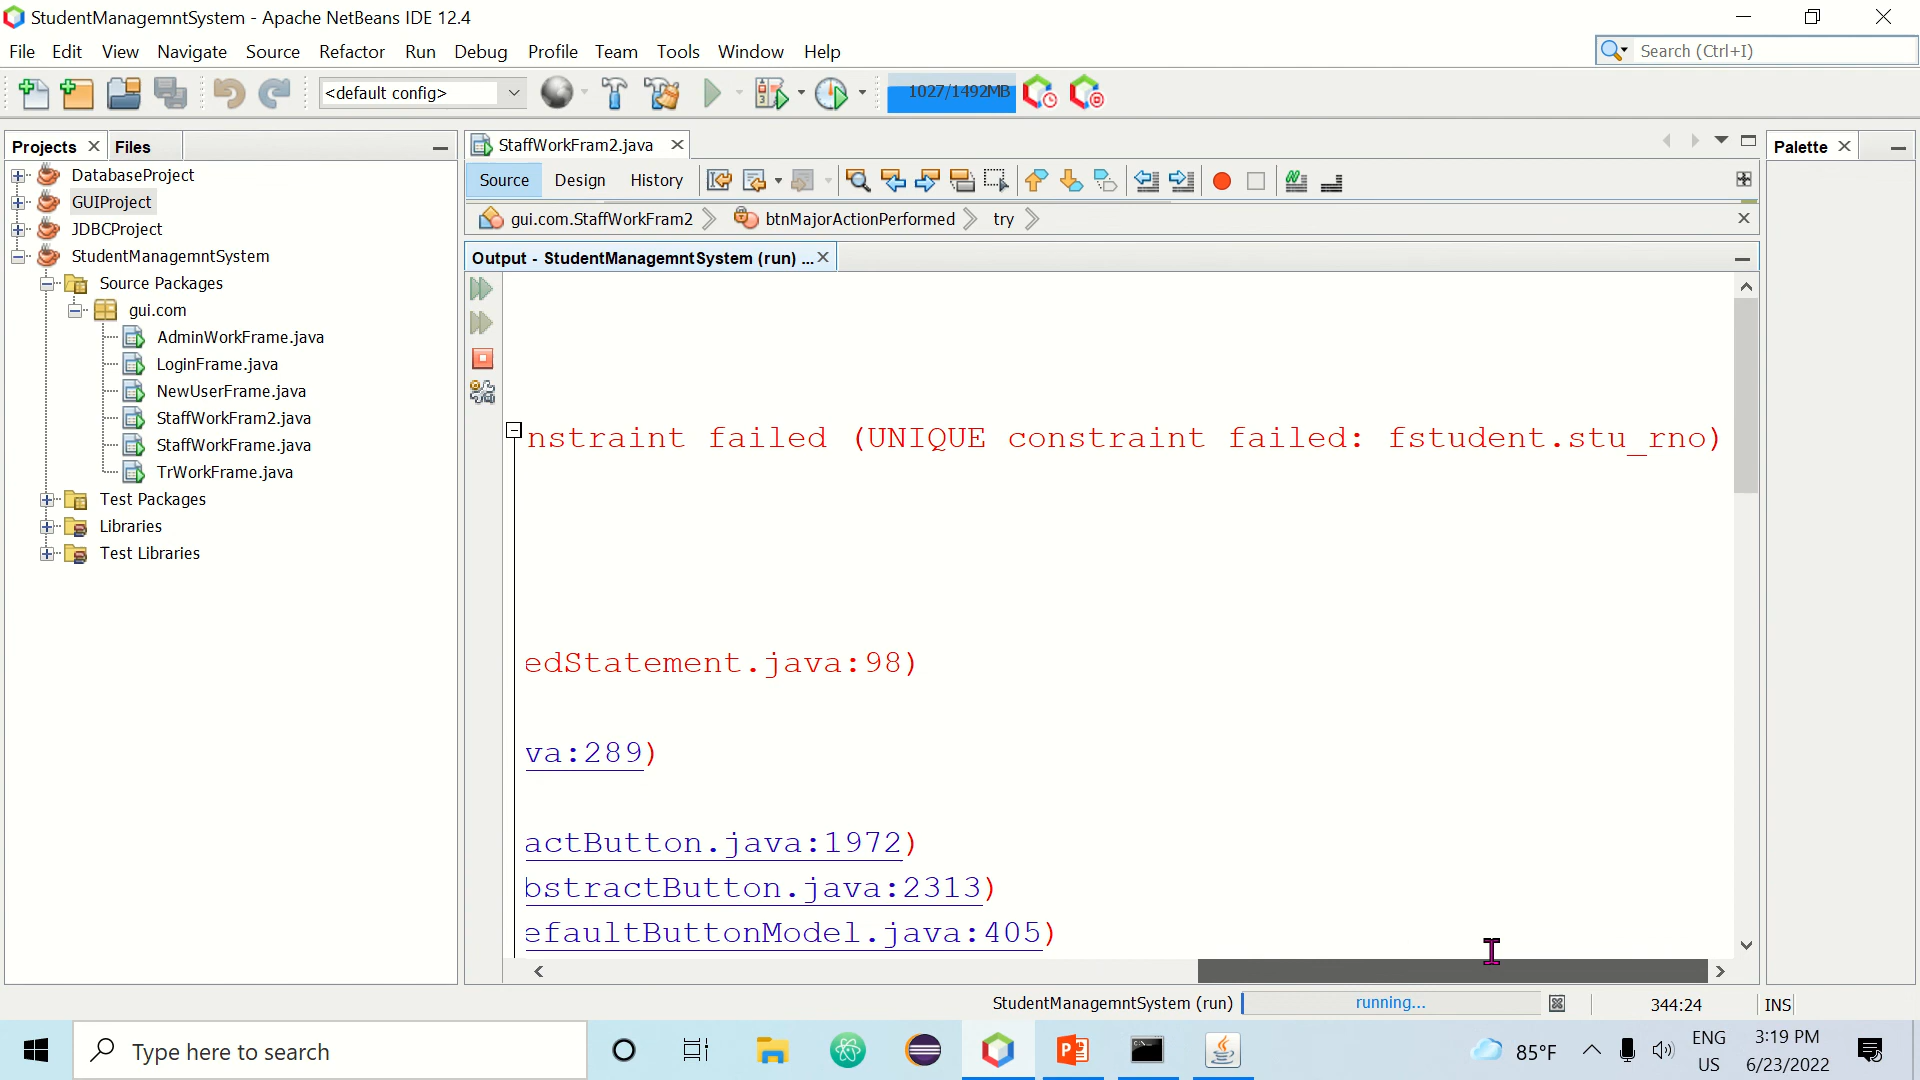 StudentManagemntSystem - Apache NetBeans IDE 12.4
File Edit View Navigate Source Refactor Run Debug Profile Team Tools Window Help
Search (Ctrl+I)
<default config>
1027/1492MB
Projects Files
StaffWorkFram2.java
Palette
DatabaseProject
GUIProject
JDBCProject
StudentManagemntSystem
Source Packages
gui.com
AdminWorkFrame.java
LoginFrame.java
NewUserFrame.java
StaffWorkFram2.java
StaffWorkFrame.java
TrWorkFrame.java
Test Packages
Libraries
Test Libraries
Source Design History
gui.com.StaffWorkFram2 btnMajorActionPerformed try
Output - StudentManagemntSystem (run) ...
nstraint failed (UNIQUE constraint failed: fstudent.stu_rno)
edStatement.java:98)
va:289)
actButton.java:1972)
bstractButton.java:2313)
efaultButtonModel.java:405)
StudentManagemntSystem (run) running... 344:24 INS
Type here to search
85°F
ENG
US
3:19 PM
6/23/2022